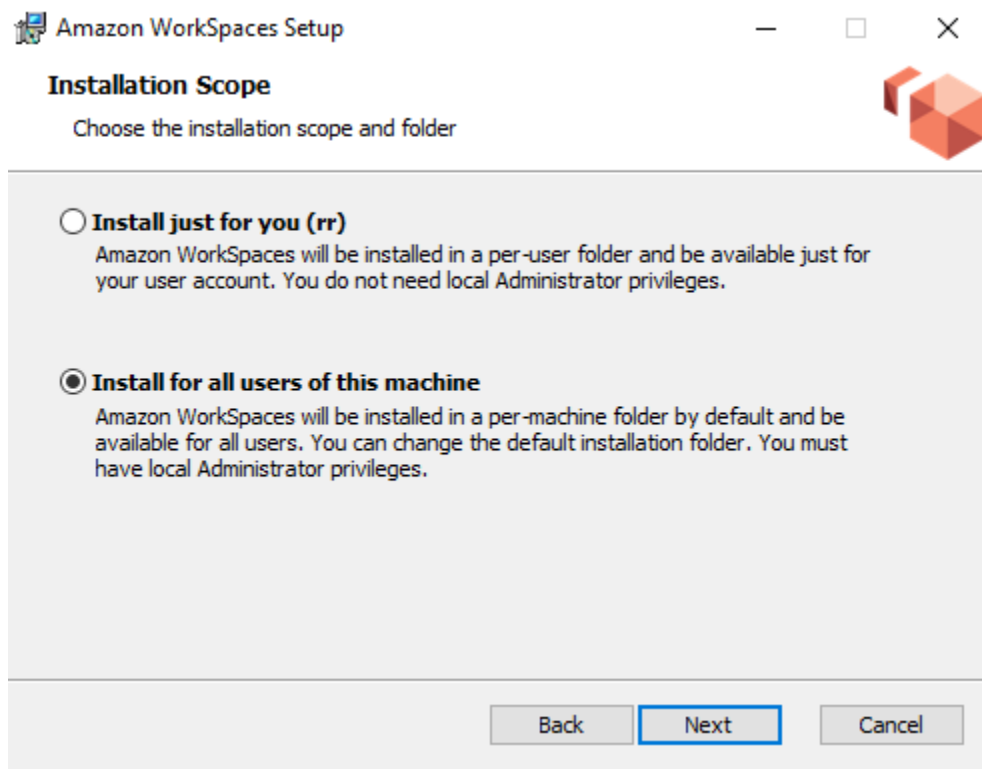 Amazon WorkSpaces Setup
Installation Scope
Choose the installation scope and folder
Install just for you (rr)
Amazon WorkSpaces will be installed in a per-user folder and be available just for
your user account. You do not need local Administrator privileges.
Install for all users of this machine
Amazon WorkSpaces will be installed in a per-machine folder by default and be
available for all users. You can change the default installation folder. You must
have local Administrator privileges.
Back Next Cancel